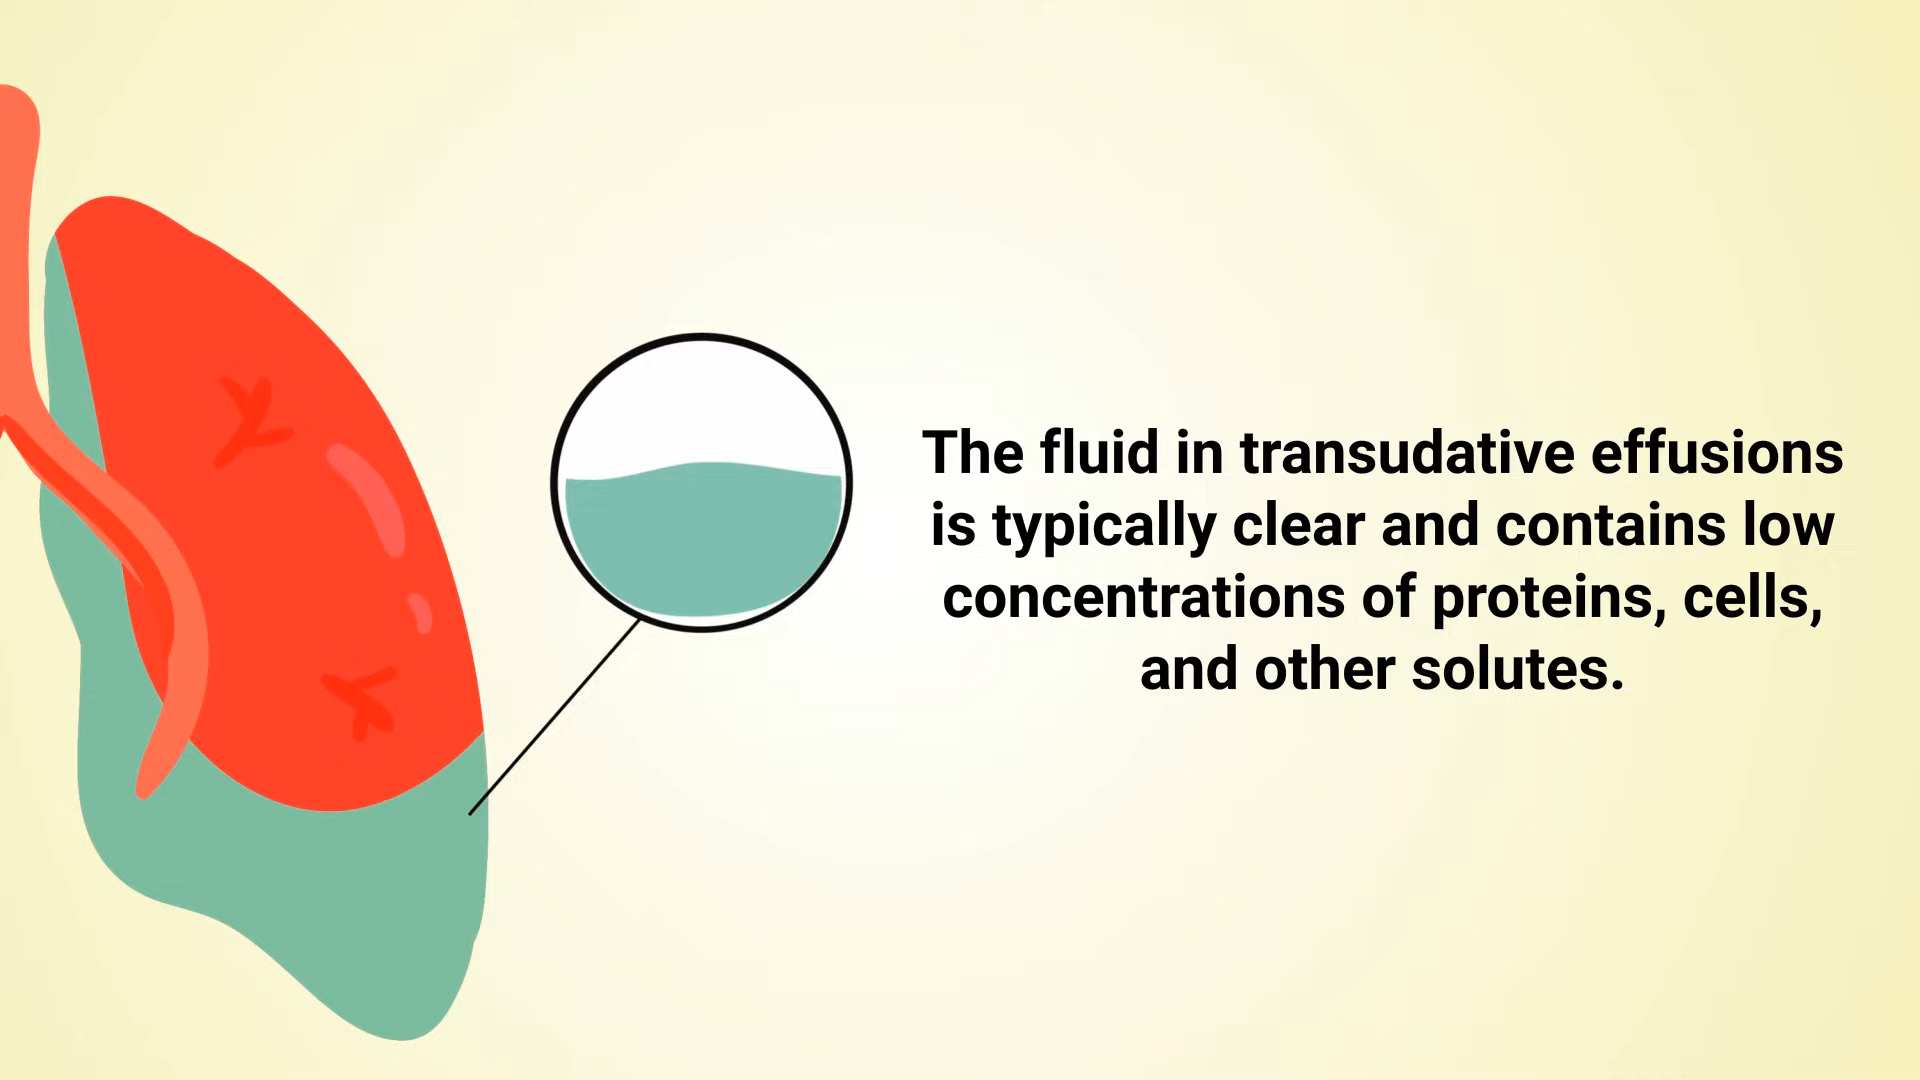 The fluid in transudative effusions
is typically clear and contains low
concentrations of proteins, cells,
and other solutes.